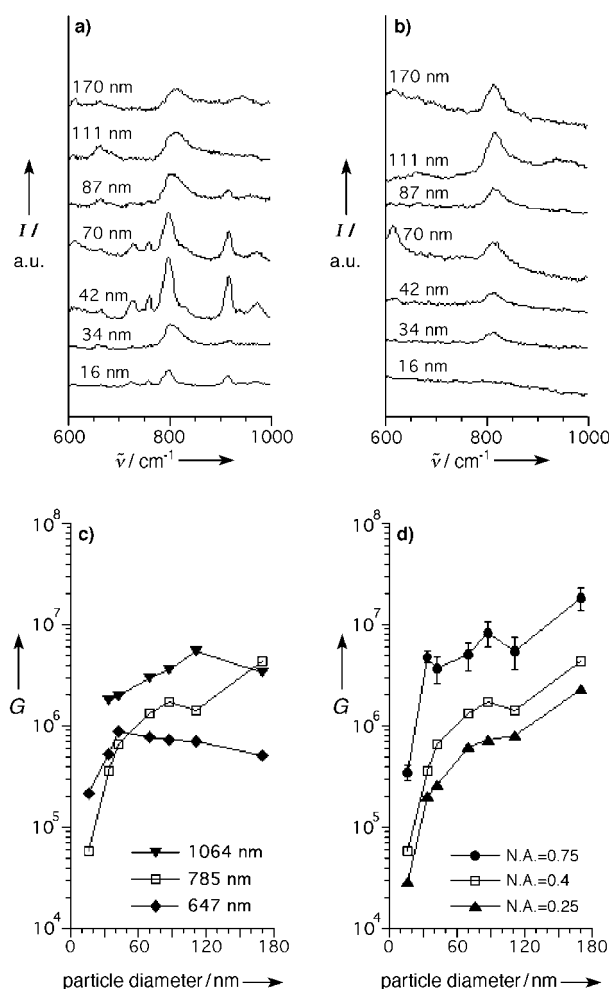 a)
170 nm
111 nm
87 nm
70 nm
42 nm
34 nm
16 nm
I /
a.u.
600 800 1000
ṽ / cm⁻¹
b)
170 nm
111 nm
87 nm
70 nm
42 nm
34 nm
16 nm
I /
a.u.
600 800 1000
ṽ / cm⁻¹
c)
10⁸
10⁷
10⁶
10⁵
10⁴
G
1064 nm
785 nm
647 nm
0 60 120 180
particle diameter / nm
d)
10⁸
10⁷
10⁶
10⁵
10⁴
G
N.A.=0.75
N.A.=0.4
N.A.=0.25
0 60 120 180
particle diameter / nm